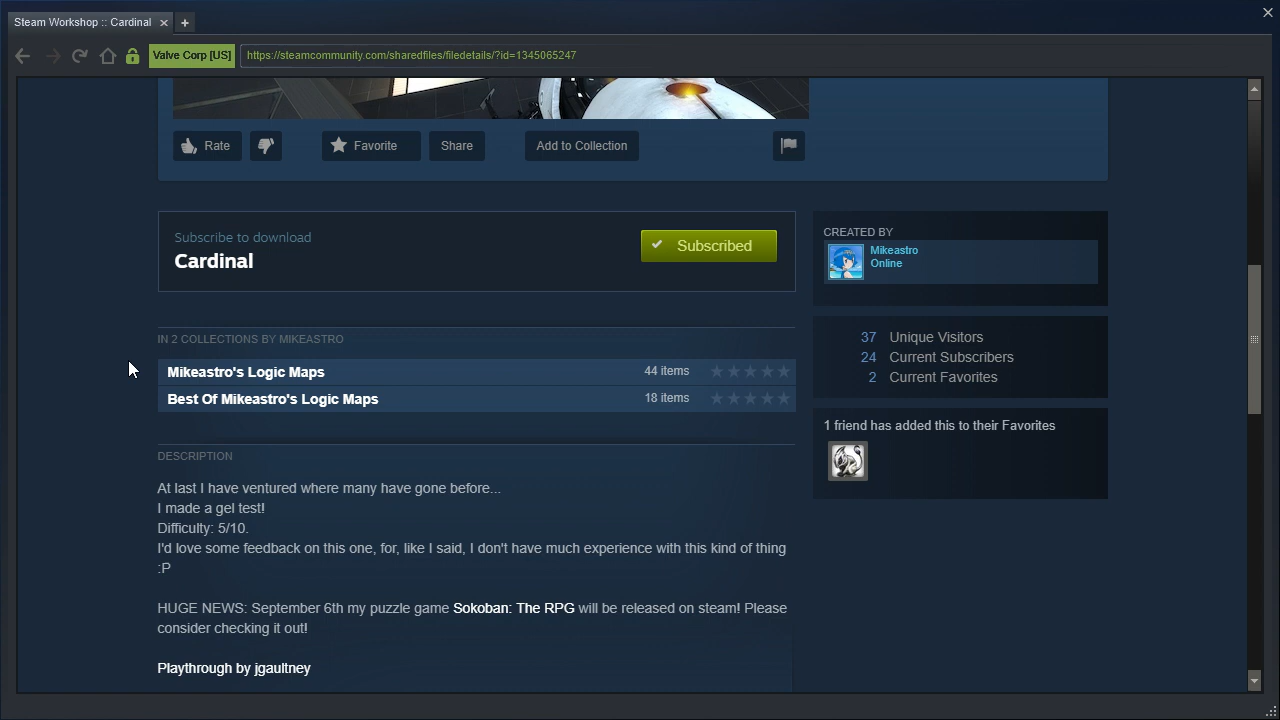 Steam Workshop :: Cardinal
Valve Corp [US]
https://steamcommunity.com/sharedfiles/filedetails/?id=1345065247
Rate
Favorite
Share
Add to Collection
Subscribe to download
Cardinal
Subscribed
IN 2 COLLECTIONS BY MIKEASTRO
Mikeastro's Logic Maps 44 items
Best Of Mikeastro's Logic Maps 18 items
DESCRIPTION
At last I have ventured where many have gone before...
I made a gel test!
Difficulty: 5/10.
I'd love some feedback on this one, for, like I said, I don't have much experience with this kind of thing
:P
HUGE NEWS: September 6th my puzzle game Sokoban: The RPG will be released on steam! Please
consider checking it out!
Playthrough by jgaultney
CREATED BY
Mikeastro
Online
37 Unique Visitors
24 Current Subscribers
2 Current Favorites
1 friend has added this to their Favorites